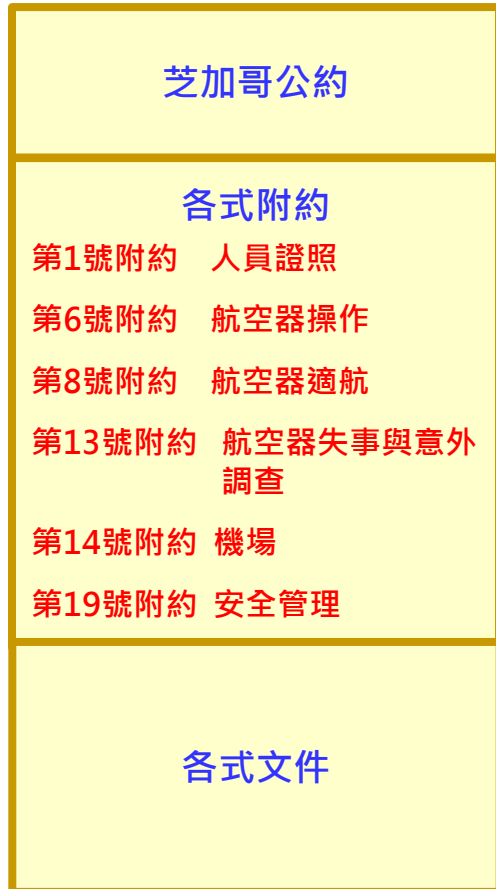 芝加哥公約
各式附約
第1號附約 人員證照
第6號附約 航空器操作
第8號附約 航空器適航
第13號附約 航空器失事與意外
調查
第14號附約 機場
第19號附約 安全管理
各式文件